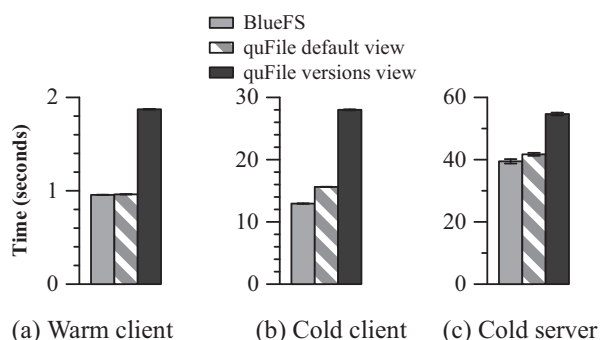 BlueFS
quFile default view
quFile versions view
Time (seconds)
2
1
0
30
20
10
0
60
40
20
0
(a) Warm client
(b) Cold client
(c) Cold server